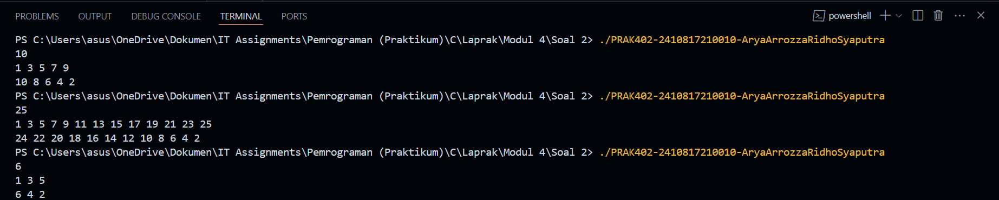 PROBLEMS OUTPUT DEBUG CONSOLE TERMINAL PORTS powershell
PS C:\Users\asus\OneDrive\Dokumen\IT Assignments\Pemrograman (Praktikum)\C\Laprak\Modul 4\Soal 2> ./PRAK402-2410817210010-AryaArrozzaRidhoSyaputra
10
1 3 5 7 9
10 8 6 4 2
PS C:\Users\asus\OneDrive\Dokumen\IT Assignments\Pemrograman (Praktikum)\C\Laprak\Modul 4\Soal 2> ./PRAK402-2410817210010-AryaArrozzaRidhoSyaputra
25
1 3 5 7 9 11 13 15 17 19 21 23 25
24 22 20 18 16 14 12 10 8 6 4 2
PS C:\Users\asus\OneDrive\Dokumen\IT Assignments\Pemrograman (Praktikum)\C\Laprak\Modul 4\Soal 2> ./PRAK402-2410817210010-AryaArrozzaRidhoSyaputra
6
1 3 5
6 4 2